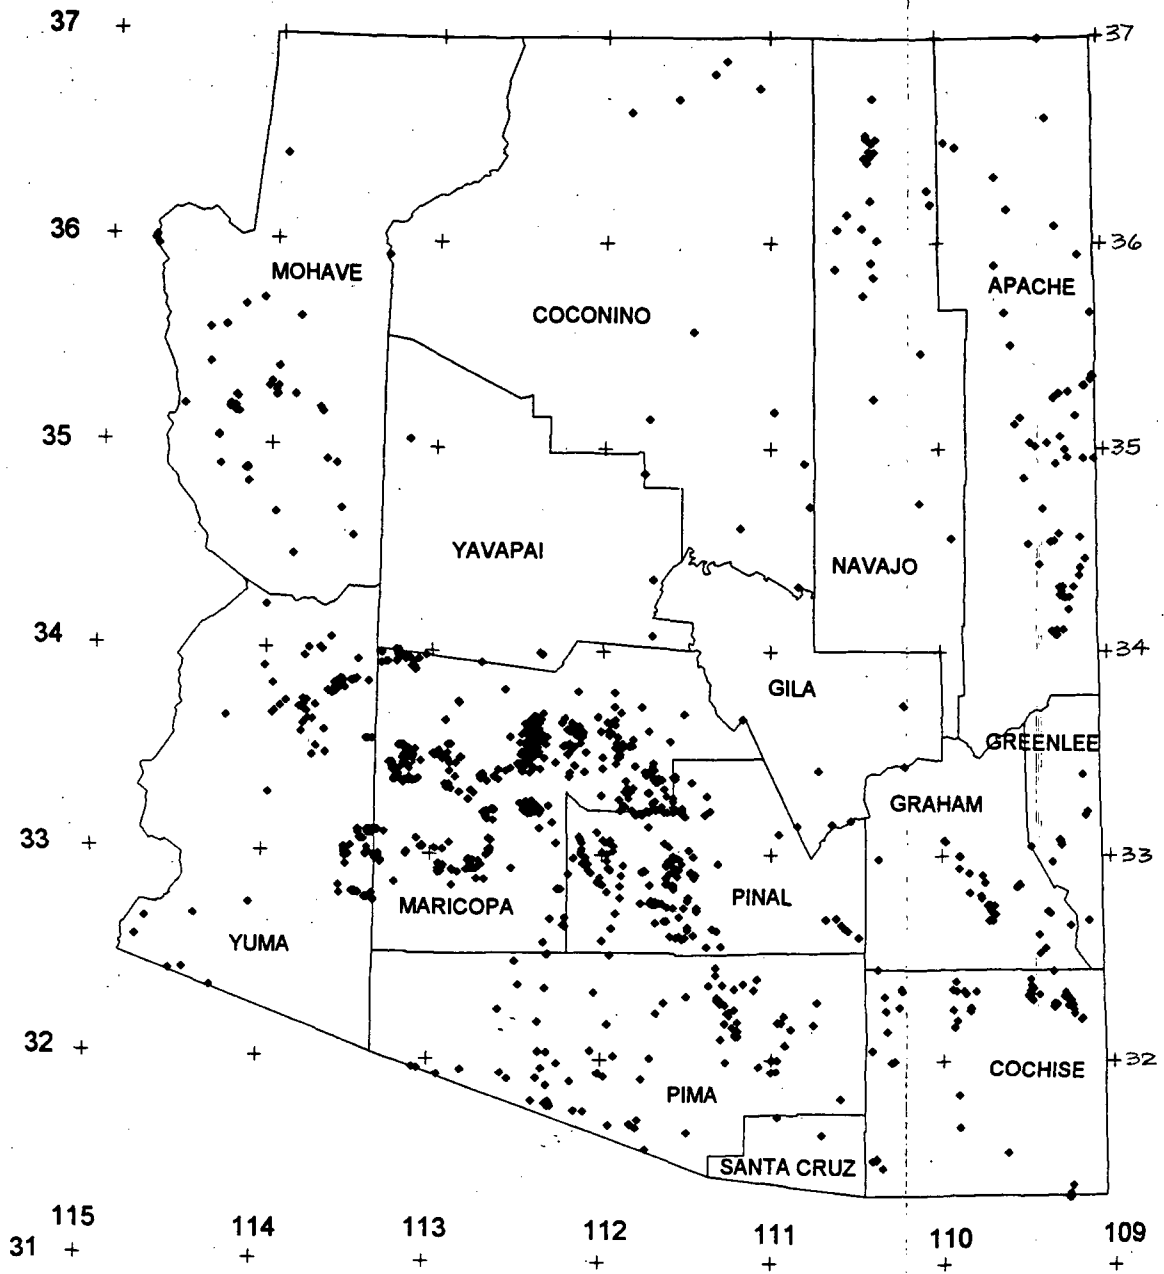 37
37
36
36
MOHAVE
APACHE
COCONINO
35
35
YAVAPAI
NAVAJO
34
34
GILA
GREENLEE
GRAHAM
33
33
MARICOPA
PINAL
YUMA
32
32
COCHISE
PIMA
SANTA CRUZ
115
114
113
112
111
110
109
31